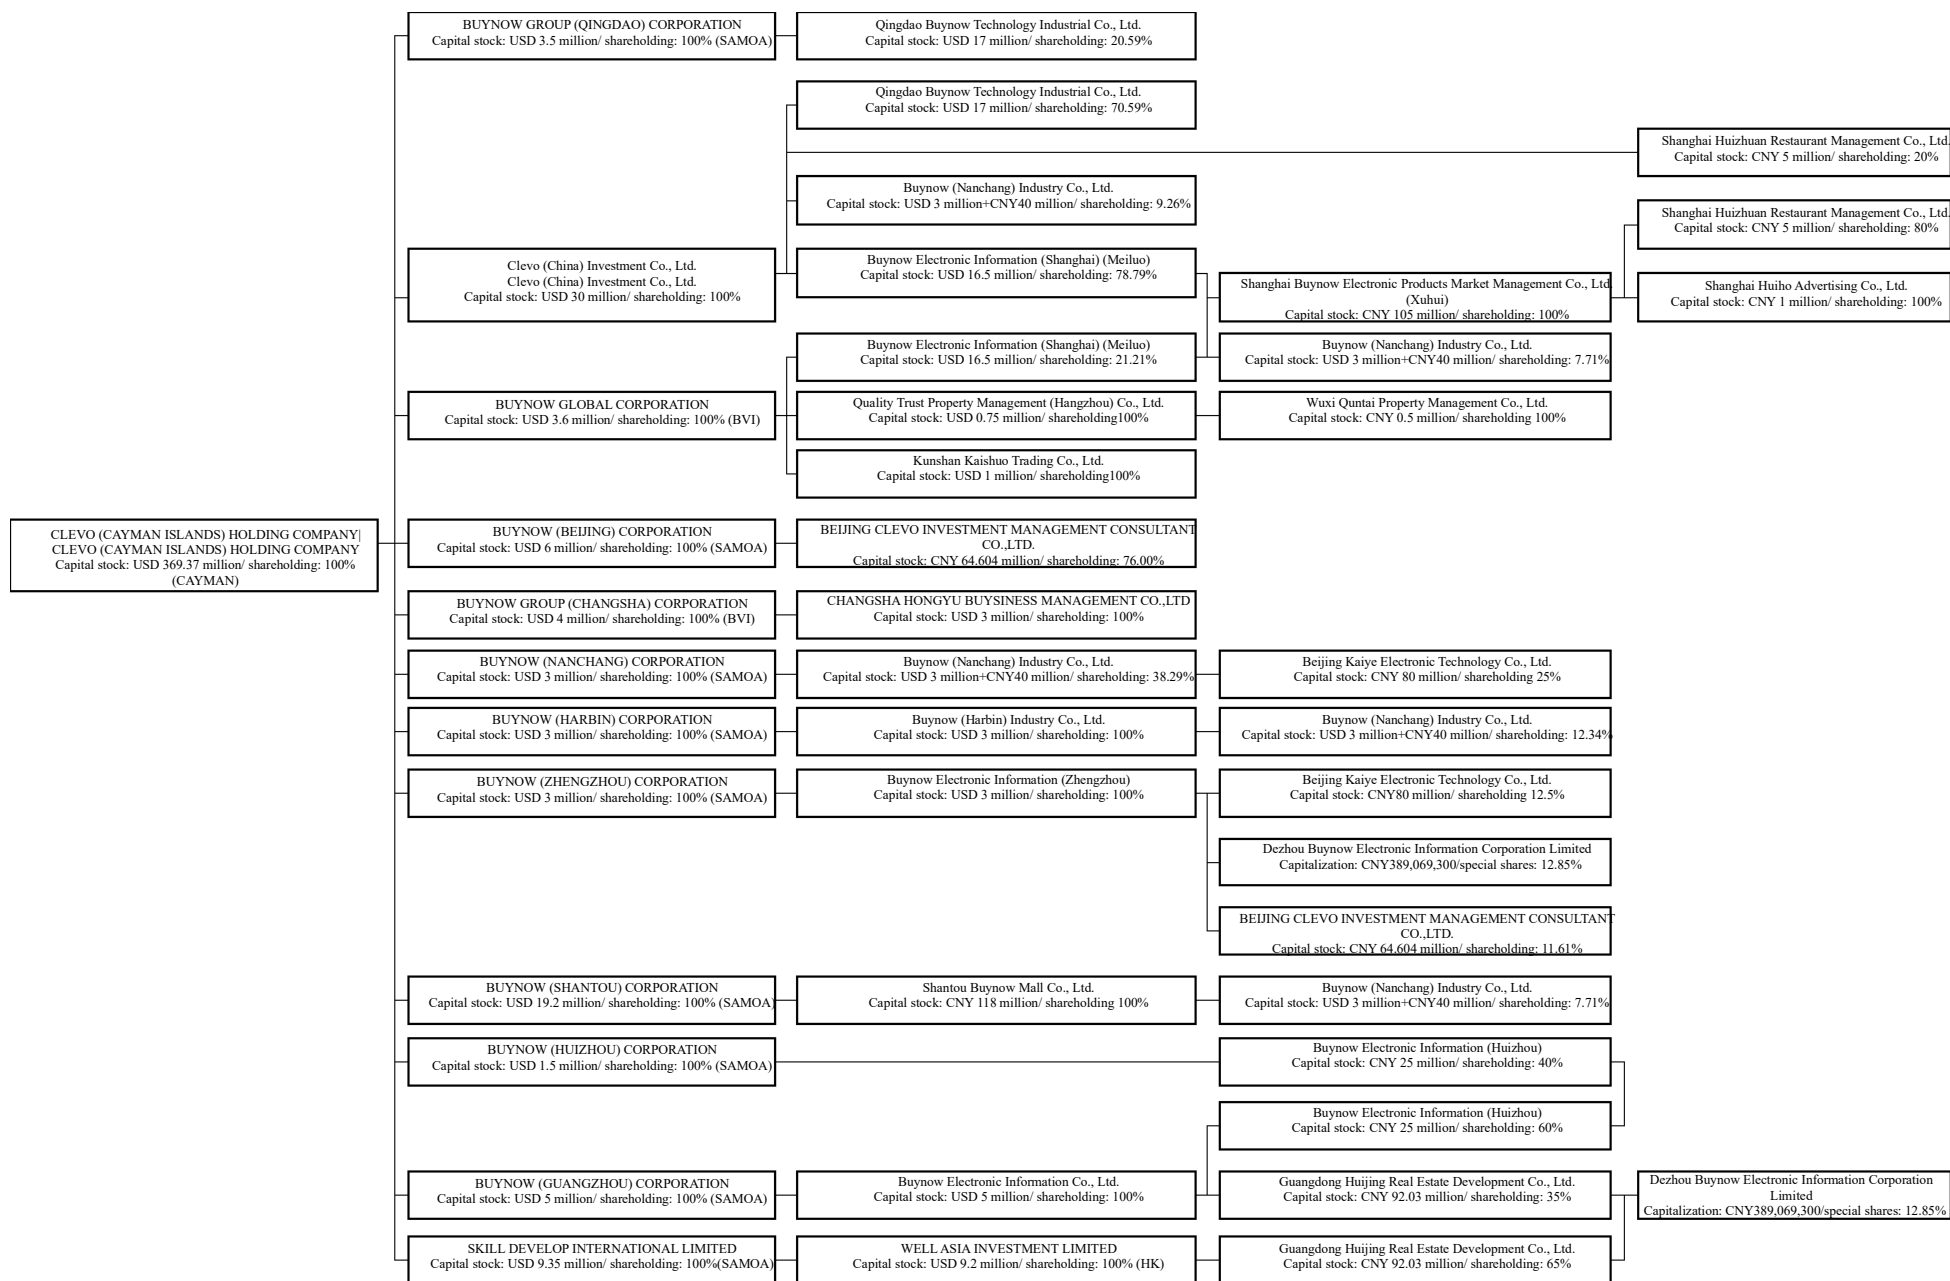 BUYNOW GROUP (QINGDAO) CORPORATION
Capital stock: USD 3.5 million/ shareholding: 100% (SAMOA)
Qingdao Buynow Technology Industrial Co., Ltd.
Capital stock: USD 17 million/ shareholding: 20.59%
Qingdao Buynow Technology Industrial Co., Ltd.
Capital stock: USD 17 million/ shareholding: 70.59%
Shanghai Huizhuan Restaurant Management Co., Ltd.
Capital stock: CNY 5 million/ shareholding: 20%
Buynow (Nanchang) Industry Co., Ltd.
Capital stock: USD 3 million+CNY40 million/ shareholding: 9.26%
Shanghai Huizhuan Restaurant Management Co., Ltd.
Capital stock: CNY 5 million/ shareholding: 80%
Clevo (China) Investment Co., Ltd.
Clevo (China) Investment Co., Ltd.
Capital stock: USD 30 million/ shareholding: 100%
Buynow Electronic Information (Shanghai) (Meiluo)
Capital stock: USD 16.5 million/ shareholding: 78.79%
Shanghai Buynow Electronic Products Market Management Co., Ltd.
(Xuhui)
Capital stock: CNY 105 million/ shareholding: 100%
Shanghai Huiho Advertising Co., Ltd.
Capital stock: CNY 1 million/ shareholding: 100%
Buynow Electronic Information (Shanghai) (Meiluo)
Capital stock: USD 16.5 million/ shareholding: 21.21%
Buynow (Nanchang) Industry Co., Ltd.
Capital stock: USD 3 million+CNY40 million/ shareholding: 7.71%
BUYNOW GLOBAL CORPORATION
Capital stock: USD 3.6 million/ shareholding: 100% (BVI)
Quality Trust Property Management (Hangzhou) Co., Ltd.
Capital stock: USD 0.75 million/ shareholding100%
Wuxi Quntai Property Management Co., Ltd.
Capital stock: CNY 0.5 million/ shareholding 100%
Kunshan Kaishuo Trading Co., Ltd.
Capital stock: USD 1 million/ shareholding100%
CLEVO (CAYMAN ISLANDS) HOLDING COMPANY|
CLEVO (CAYMAN ISLANDS) HOLDING COMPANY
Capital stock: USD 369.37 million/ shareholding: 100%
(CAYMAN)
BUYNOW (BEIJING) CORPORATION
Capital stock: USD 6 million/ shareholding: 100% (SAMOA)
BEIJING CLEVO INVESTMENT MANAGEMENT CONSULTANT
CO.,LTD.
Capital stock: CNY 64.604 million/ shareholding: 76.00%
BUYNOW GROUP (CHANGSHA) CORPORATION
Capital stock: USD 4 million/ shareholding: 100% (BVI)
CHANGSHA HONGYU BUYSINESS MANAGEMENT CO.,LTD
Capital stock: USD 3 million/ shareholding: 100%
BUYNOW (NANCHANG) CORPORATION
Capital stock: USD 3 million/ shareholding: 100% (SAMOA)
Buynow (Nanchang) Industry Co., Ltd.
Capital stock: USD 3 million+CNY40 million/ shareholding: 38.29%
Beijing Kaiye Electronic Technology Co., Ltd.
Capital stock: CNY 80 million/ shareholding 25%
BUYNOW (HARBIN) CORPORATION
Capital stock: USD 3 million/ shareholding: 100% (SAMOA)
Buynow (Harbin) Industry Co., Ltd.
Capital stock: USD 3 million/ shareholding: 100%
Buynow (Nanchang) Industry Co., Ltd.
Capital stock: USD 3 million+CNY40 million/ shareholding: 12.34%
BUYNOW (ZHENGZHOU) CORPORATION
Capital stock: USD 3 million/ shareholding: 100% (SAMOA)
Buynow Electronic Information (Zhengzhou)
Capital stock: USD 3 million/ shareholding: 100%
Beijing Kaiye Electronic Technology Co., Ltd.
Capital stock: CNY80 million/ shareholding 12.5%
Dezhou Buynow Electronic Information Corporation Limited
Capitalization: CNY389,069,300/special shares: 12.85%
BEIJING CLEVO INVESTMENT MANAGEMENT CONSULTANT
CO.,LTD.
Capital stock: CNY 64.604 million/ shareholding: 11.61%
BUYNOW (SHANTOU) CORPORATION
Capital stock: USD 19.2 million/ shareholding: 100% (SAMOA)
Shantou Buynow Mall Co., Ltd.
Capital stock: CNY 118 million/ shareholding 100%
Buynow (Nanchang) Industry Co., Ltd.
Capital stock: USD 3 million+CNY40 million/ shareholding: 7.71%
BUYNOW (HUIZHOU) CORPORATION
Capital stock: USD 1.5 million/ shareholding: 100% (SAMOA)
Buynow Electronic Information (Huizhou)
Capital stock: CNY 25 million/ shareholding: 40%
Buynow Electronic Information (Huizhou)
Capital stock: CNY 25 million/ shareholding: 60%
BUYNOW (GUANGZHOU) CORPORATION
Capital stock: USD 5 million/ shareholding: 100% (SAMOA)
Buynow Electronic Information Co., Ltd.
Capital stock: USD 5 million/ shareholding: 100%
Guangdong Huijing Real Estate Development Co., Ltd.
Capital stock: CNY 92.03 million/ shareholding: 35%
Dezhou Buynow Electronic Information Corporation
Limited
Capitalization: CNY389,069,300/special shares: 12.85%
SKILL DEVELOP INTERNATIONAL LIMITED
Capital stock: USD 9.35 million/ shareholding: 100%(SAMOA)
WELL ASIA INVESTMENT LIMITED
Capital stock: USD 9.2 million/ shareholding: 100% (HK)
Guangdong Huijing Real Estate Development Co., Ltd.
Capital stock: CNY 92.03 million/ shareholding: 65%